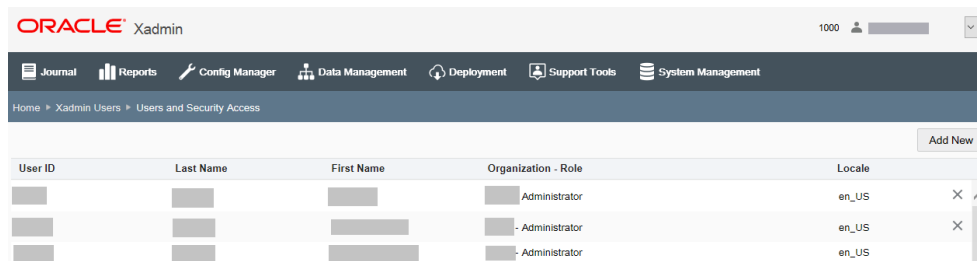 ORACLE Xadmin 1000
Journal Reports Config Manager Data Management Deployment Support Tools System Management
Home Xadmin Users Users and Security Access
Add New
User ID Last Name First Name Organization - Role Locale
Administrator en_US
- Administrator en_US
- Administrator en_US